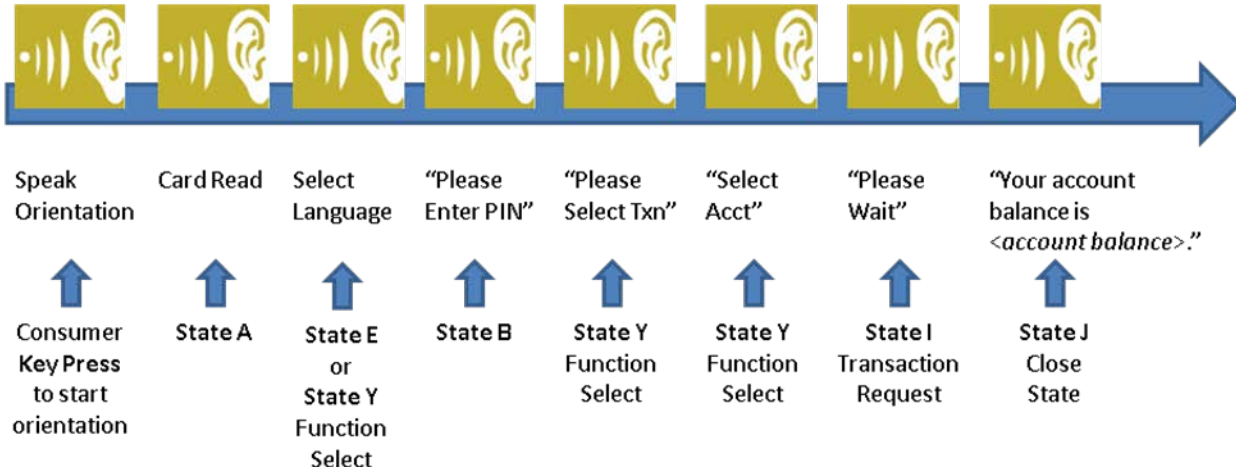 Speak
Orientation
Card Read
Select
Language
“Please
Enter PIN”
“Please
Select Txn”
“Select
Acct”
“Please
Wait”
“Your account
balance is
<account balance>.”
Consumer
Key Press
to start
orientation
State A
State E
or
State Y
Function
Select
State B
State Y
Function
Select
State Y
Function
Select
State I
Transaction
Request
State J
Close
State